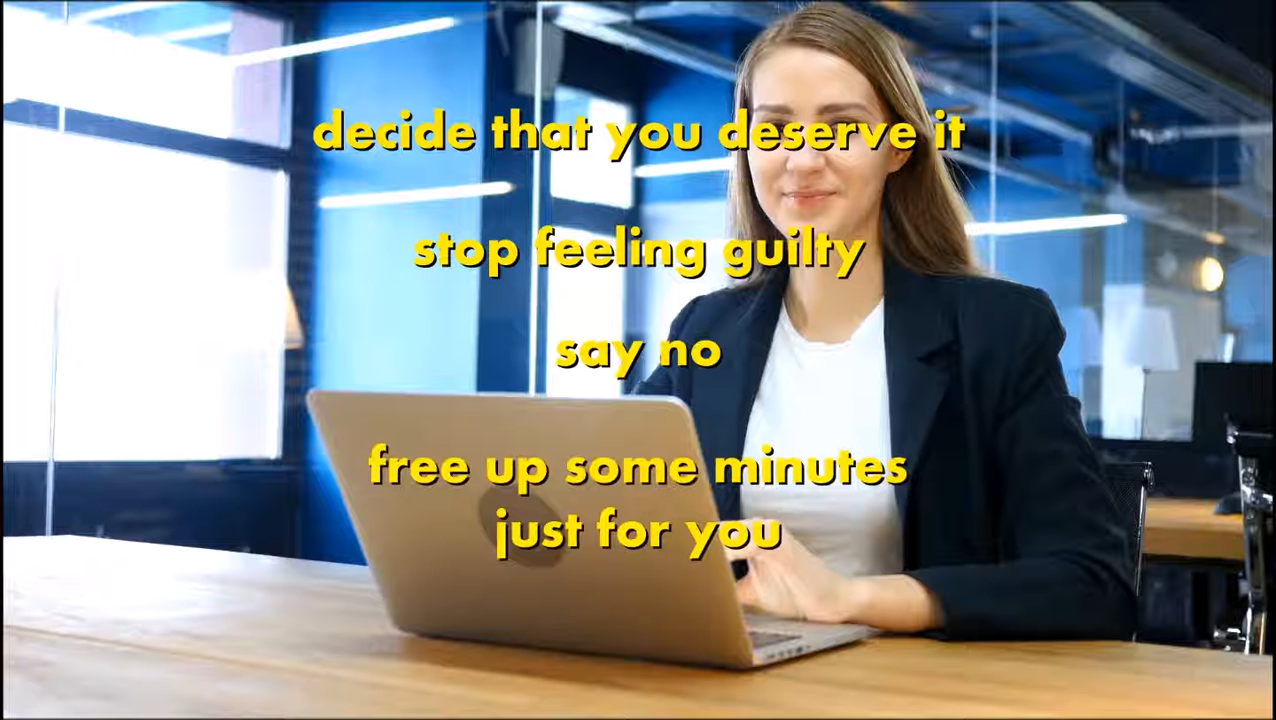 decide that you deserve it
stop feeling guilty
say no
free up some minutes
just for you